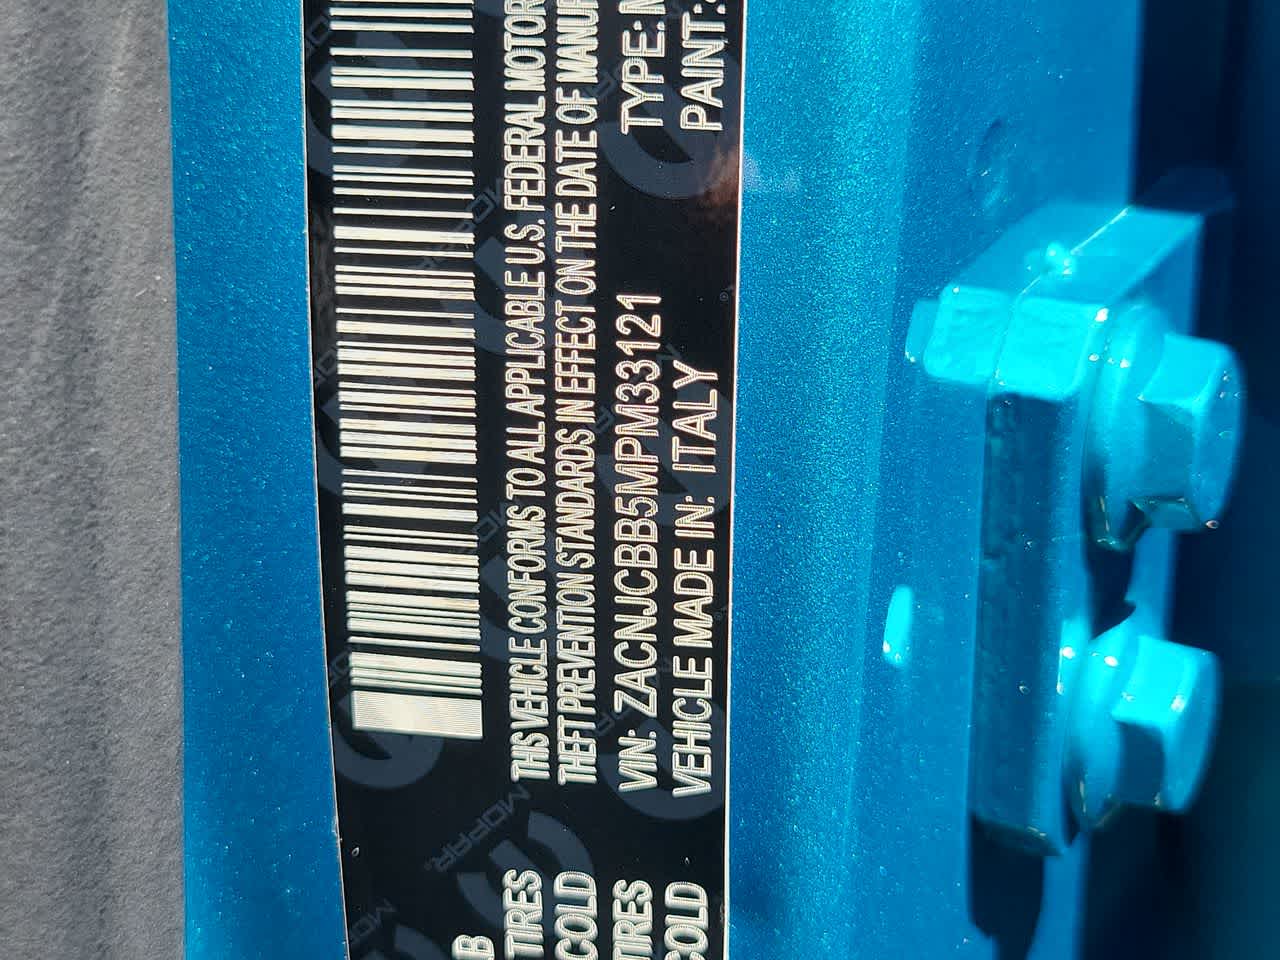 THIS VEHICLE CONFORMS TO ALL APPLICABLE U.S. FEDERAL MOTOR
THEFT PREVENTION STANDARDS IN EFFECT ON THE DATE OF MANUF
VIN: ZACNJCBB5MPM33121 TYPE:
VEHICLE MADE IN: ITALY PAINT:
B
TIRES
COLD
TIRES
COLD
MOPAR